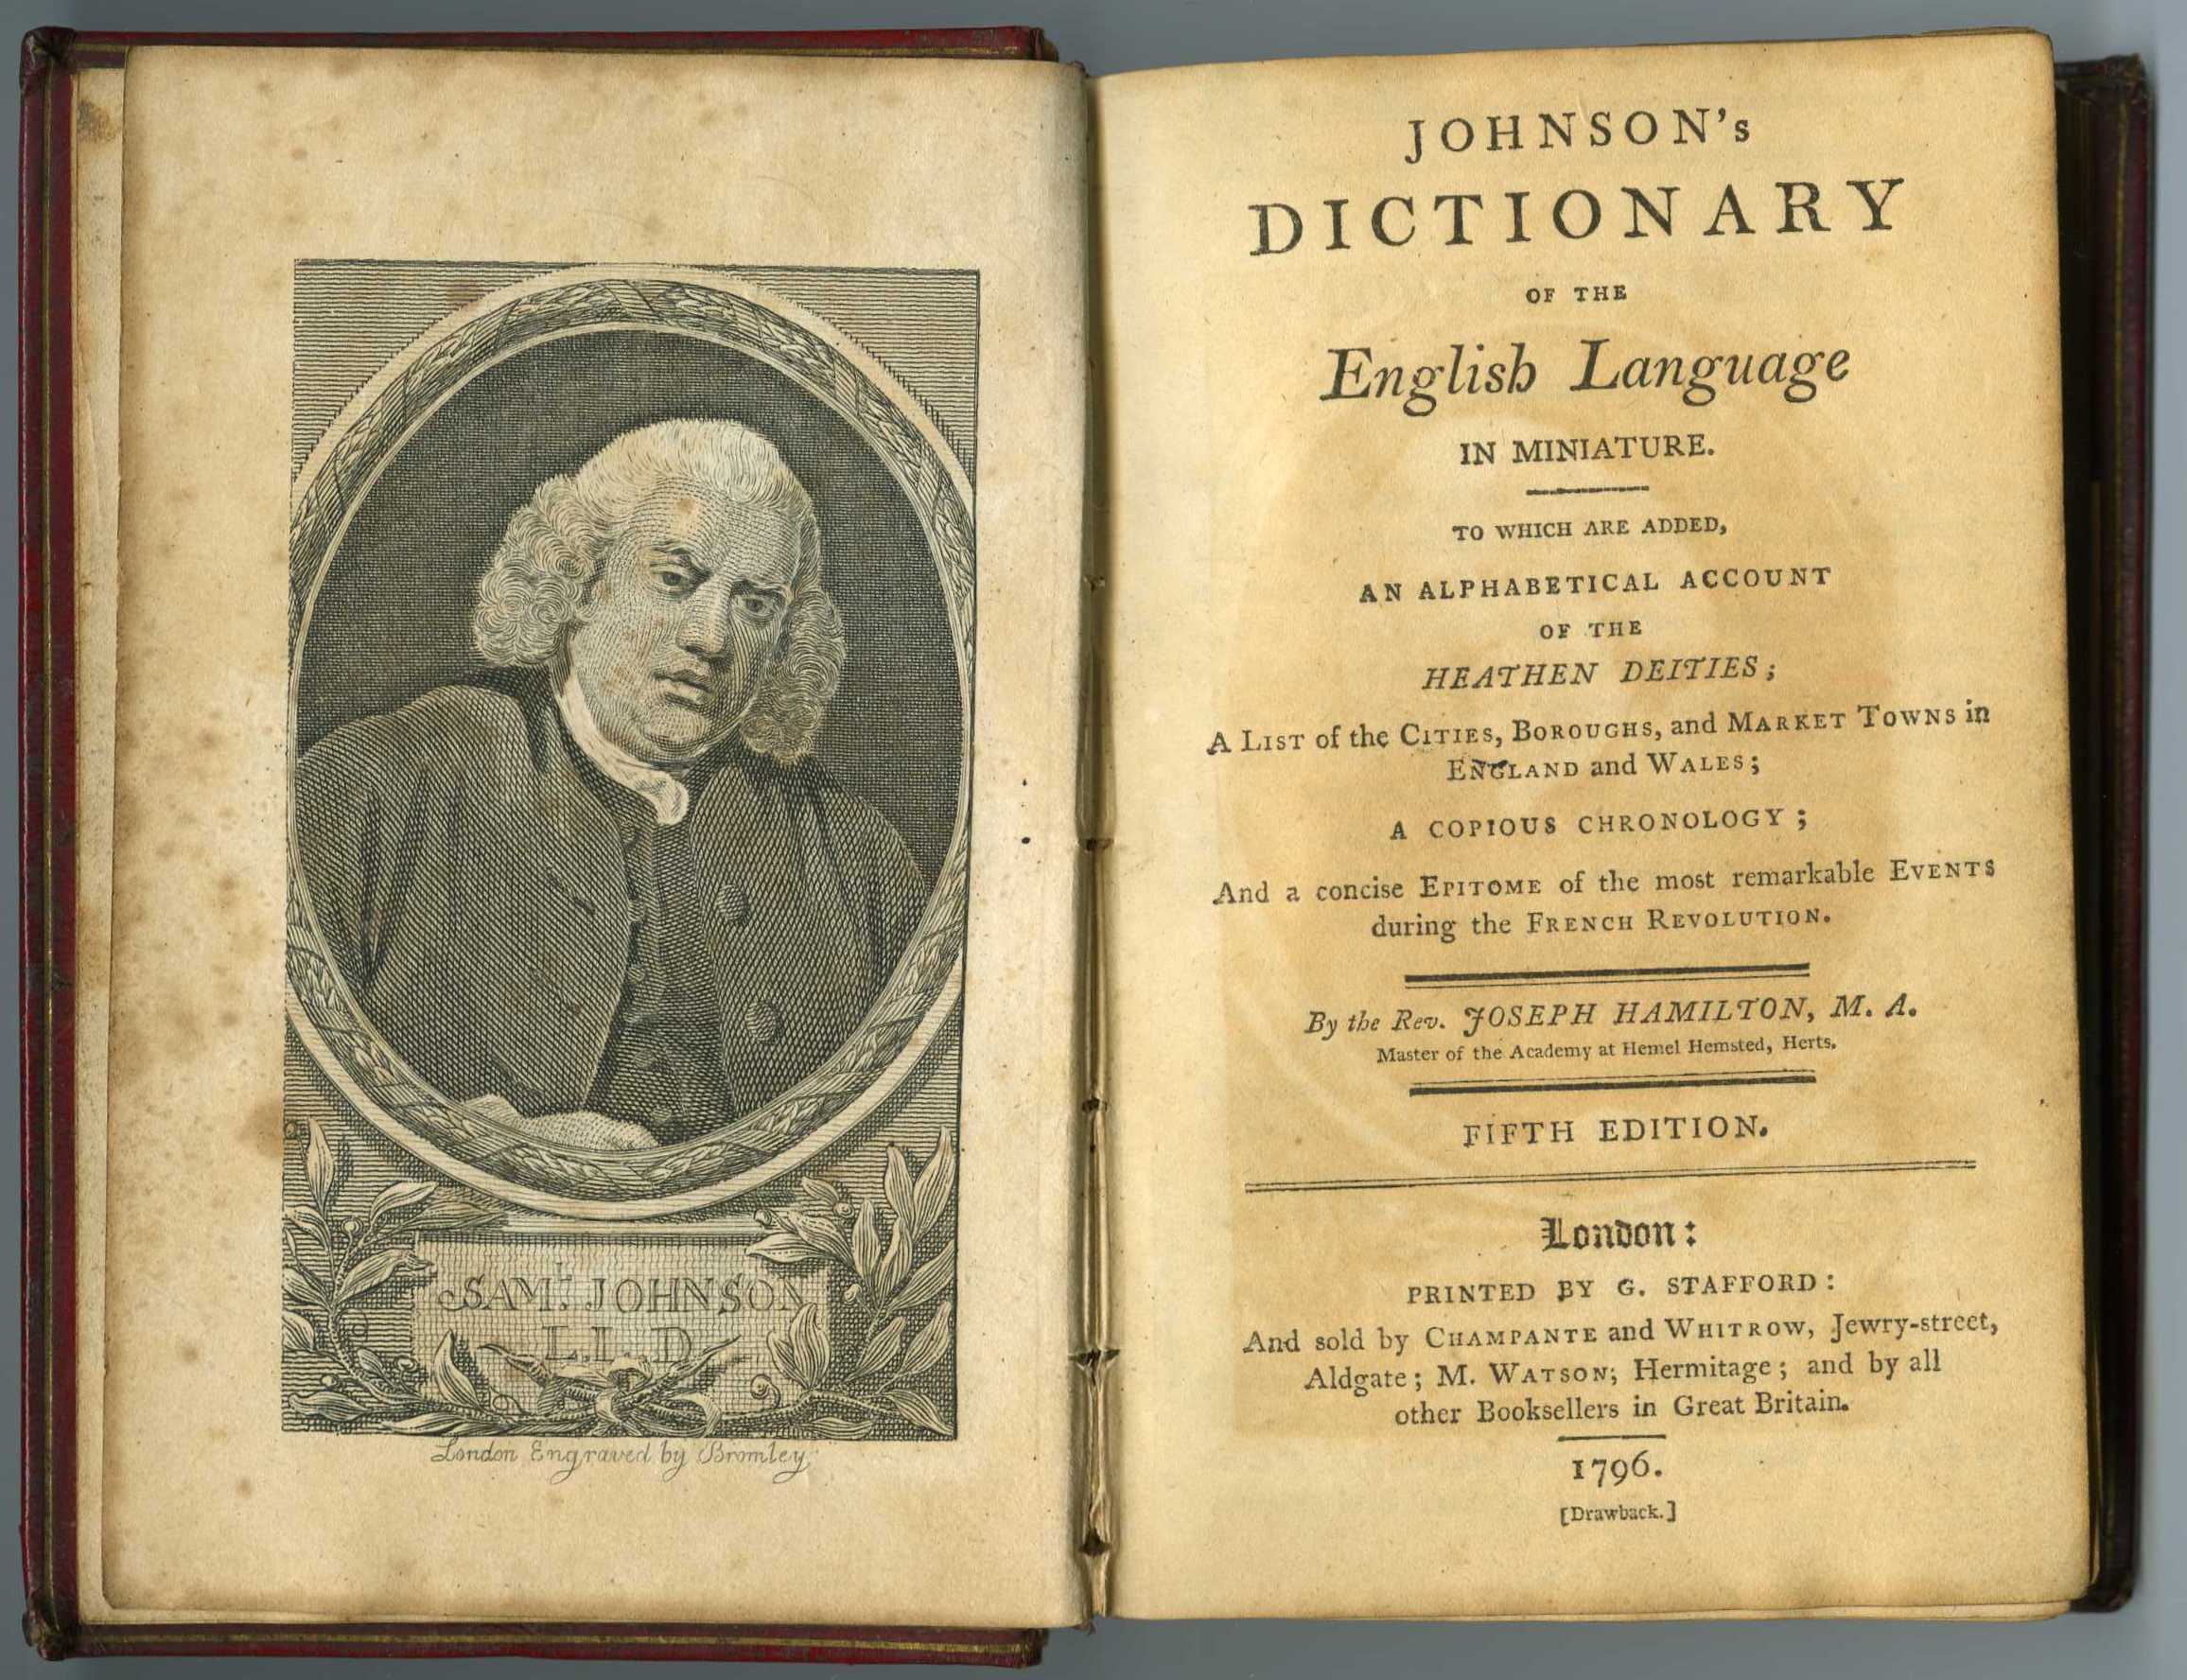 SAM. JOHNSON
LL.D.
London Engraved by Bromley.
JOHNSON's
DICTIONARY
OF THE
English Language
IN MINIATURE.
TO WHICH ARE ADDED,
AN ALPHABETICAL ACCOUNT
OF THE
HEATHEN DEITIES;
A LIST of the CITIES, BOROUGHS, and MARKET TOWNS in
ENGLAND and WALES;
A COPIOUS CHRONOLOGY;
And a concise EPITOME of the most remarkable EVENTS
during the FRENCH REVOLUTION.
By the Rev. JOSEPH HAMILTON, M. A.
Master of the Academy at Hemel Hemsted, Herts.
FIFTH EDITION.
London:
PRINTED BY G. STAFFORD:
And sold by CHAMPANTE and WHITROW, Jewry-street,
Aldgate; M. WATSON; Hermitage; and by all
other Booksellers in Great Britain.
1796.
[Drawback.]